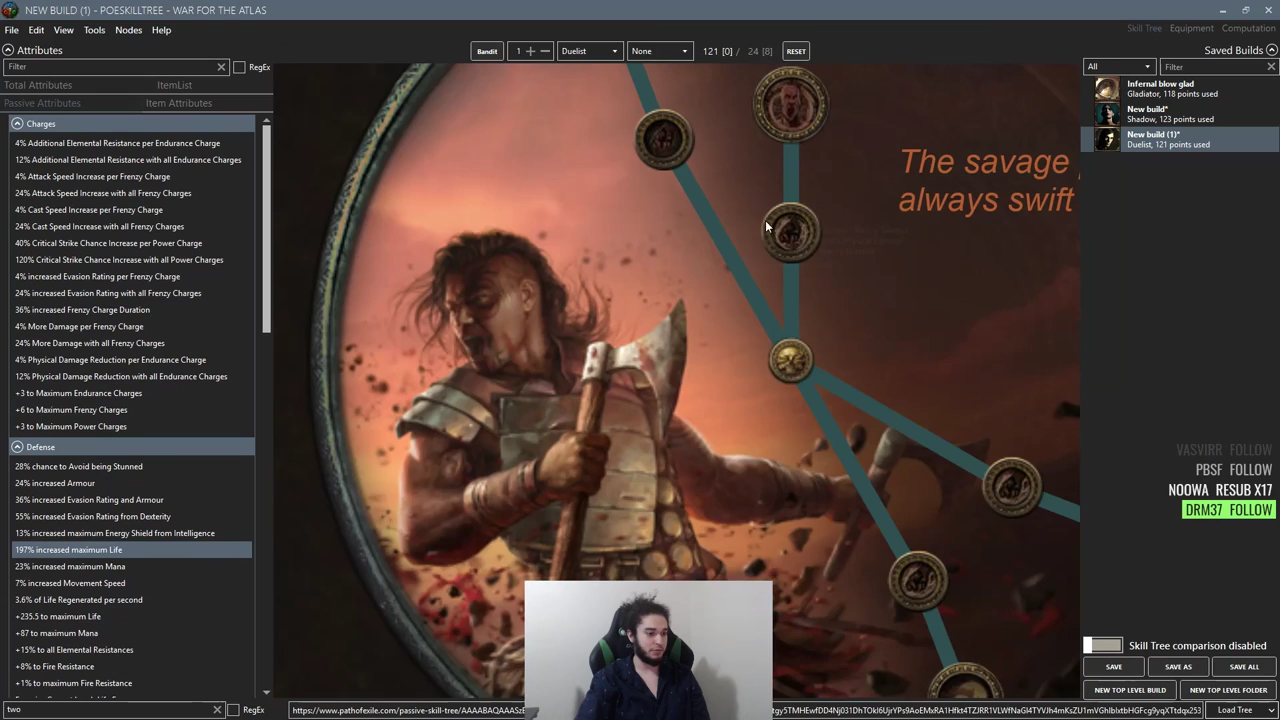 NEW BUILD (1) - POESKILLTREE - WAR FOR THE ATLAS
File Edit View Tools Nodes Help
Skill Tree Equipment Computation
Attributes
Bandit 1 Duelist None 121 [0] / 24 [8] RESET
Saved Builds
Filter RegEx
All Filter
Total Attributes ItemList
Passive Attributes Item Attributes
Infernal blow glad
Gladiator, 118 points used
New build*
Shadow, 123 points used
New build (1)*
Duelist, 121 points used
Charges
4% Additional Elemental Resistance per Endurance Charge
12% Additional Elemental Resistance with all Endurance Charges
4% Attack Speed Increase per Frenzy Charge
24% Attack Speed Increase with all Frenzy Charges
4% Cast Speed Increase per Frenzy Charge
24% Cast Speed Increase with all Frenzy Charges
40% Critical Strike Chance Increase per Power Charge
120% Critical Strike Chance Increase with all Power Charges
4% increased Evasion Rating per Frenzy Charge
24% increased Evasion Rating with all Frenzy Charges
36% increased Frenzy Charge Duration
4% More Damage per Frenzy Charge
24% More Damage with all Frenzy Charges
4% Physical Damage Reduction per Endurance Charge
12% Physical Damage Reduction with all Endurance Charges
+3 to Maximum Endurance Charges
+6 to Maximum Frenzy Charges
+3 to Maximum Power Charges
Defense
28% chance to Avoid being Stunned
24% increased Armour
36% increased Evasion Rating and Armour
55% increased Evasion Rating from Dexterity
13% increased maximum Energy Shield from Intelligence
197% increased maximum Life
23% increased maximum Mana
7% increased Movement Speed
3.6% of Life Regenerated per second
+235.5 to maximum Life
+87 to maximum Mana
+15% to all Elemental Resistances
+8% to Fire Resistance
+1% to maximum Fire Resistance
The savage
always swift
VASVIRR FOLLOW
PBSF FOLLOW
NOOWA RESUB X17
DRM37 FOLLOW
Skill Tree comparison disabled
SAVE SAVE AS SAVE ALL
NEW TOP LEVEL BUILD NEW TOP LEVEL FOLDER
two RegEx
Load Tree